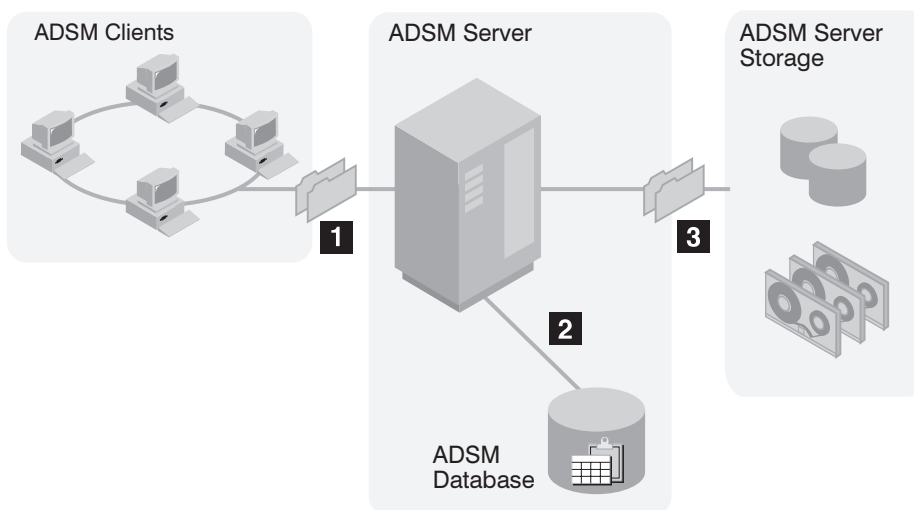 ADSM Clients
ADSM Server
ADSM Server
Storage
1
3
2
ADSM
Database